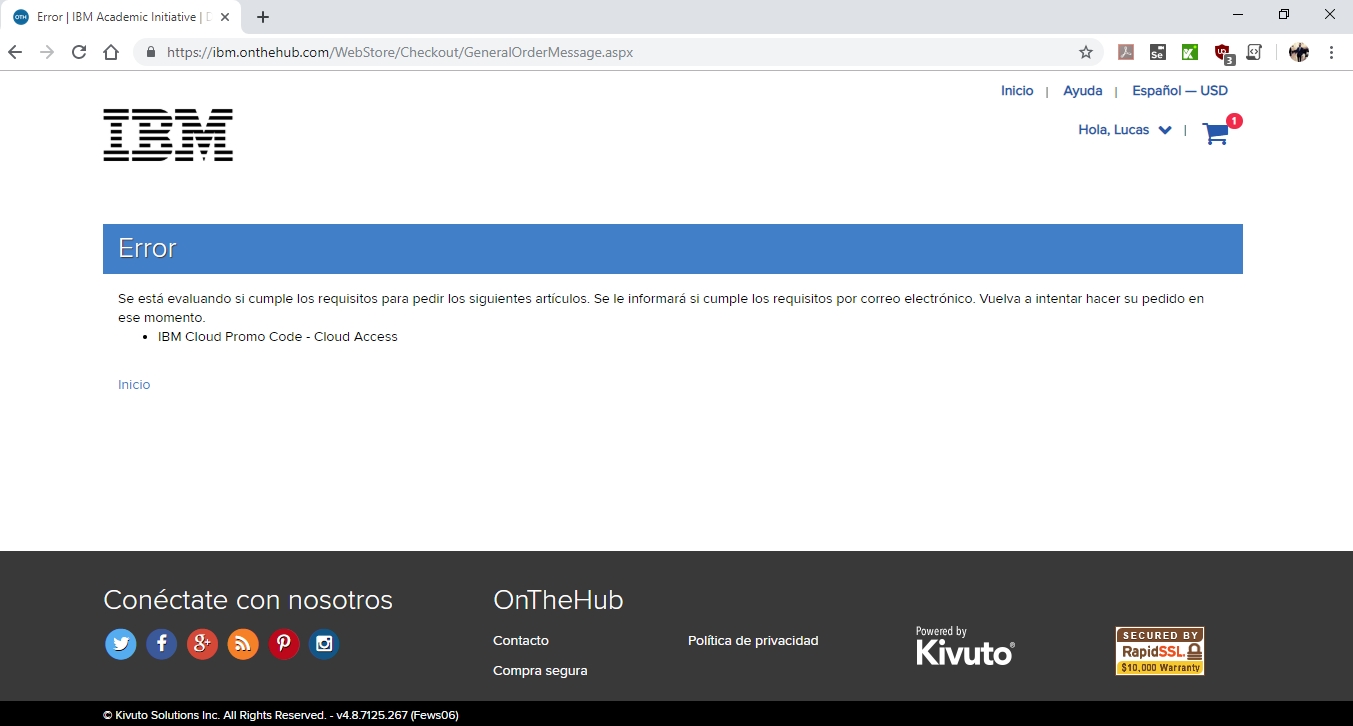 Error | IBM Academic Initiative |
https://ibm.onthehub.com/WebStore/Checkout/GeneralOrderMessage.aspx
Se
3
Inicio | Ayuda | Español — USD
IBM
Hola, Lucas |
1
Error
Se está evaluando si cumple los requisitos para pedir los siguientes artículos. Se le informará si cumple los requisitos por correo electrónico. Vuelva a intentar hacer su pedido en
ese momento.
• IBM Cloud Promo Code - Cloud Access
Inicio
Conéctate con nosotros
OnTheHub
Contacto
Política de privacidad
Compra segura
Powered by
Kivuto®
SECURED BY
RapidSSL.
$10,000 Warranty
© Kivuto Solutions Inc. All Rights Reserved. - v4.8.7125.267 (Fews06)